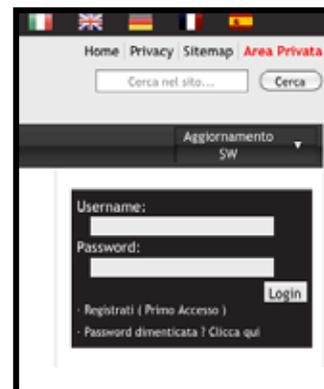 Home Privacy Sitemap Area Privata
Cerca nel sito... Cerca
Aggiornamento
SW
Username:
Password:
Login
· Registrati ( Primo Accesso )
· Password dimenticata ? Clicca qui